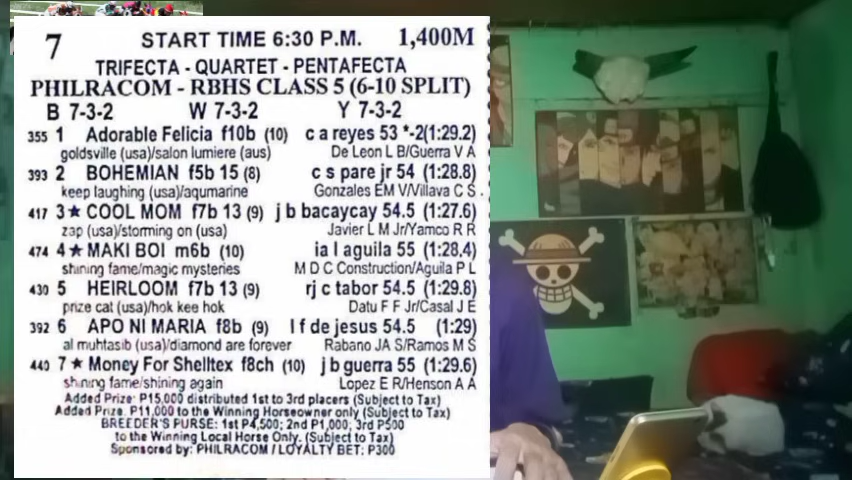 7 START TIME 6:30 P.M. 1,400M
TRIFECTA - QUARTET - PENTAFECTA
PHILRACOM - RBHS CLASS 5 (6-10 SPLIT)
B 7-3-2 W 7-3-2 Y 7-3-2
355 1 Adorable Felicia f10b (10) c a reyes 53 *-2(1:29.2)
goldsville (usa)/salon lumiere (aus) De Leon L B/Guerra V A
393 2 BOHEMIAN f5b 15 (8) c s pare jr 54 (1:28.8)
keep laughing (usa)/aqumarine Gonzales EM V/Villava C S .
417 3★ COOL MOM f7b 13 (9) j b bacaycay 54.5 (1:27.6)
zap (usa)/storming on (usa) Javier L M Jr/Yamco R R
474 4★ MAKI BOI m6b (10) ia l aguila 55 (1:28.4)
shining fame/magic mysteries M D C Construction/Aguila P L
430 5 HEIRLOOM f7b 13 (9) rj c tabor 54.5 (1:29.8)
prize cat (usa)/hok kee hok Datu F F Jr/Casal J E
392 6 APO NI MARIA f8b (9) l f de jesus 54.5 (1:29)
al muhtasib (usa)/diamond are forever Rabano JA S/Ramos M S
440 7 ★ Money For Shelltex f8ch (10) j b guerra 55 (1:29.6)
shining fame/shining again Lopez E R/Henson A A
Added Prize: P15,000 distributed 1st to 3rd placers (Subject to Tax)
Added Prize. P11,000 to the Winning Horseowner only (Subject to Tax)
BREEDER'S PURSE: 1st P4,500; 2nd P1,000; 3rd P500
to the Winning Local Horse Only. (Subject to Tax)
Sponsored by: PHILRACOM / LOYALTY BET: P300